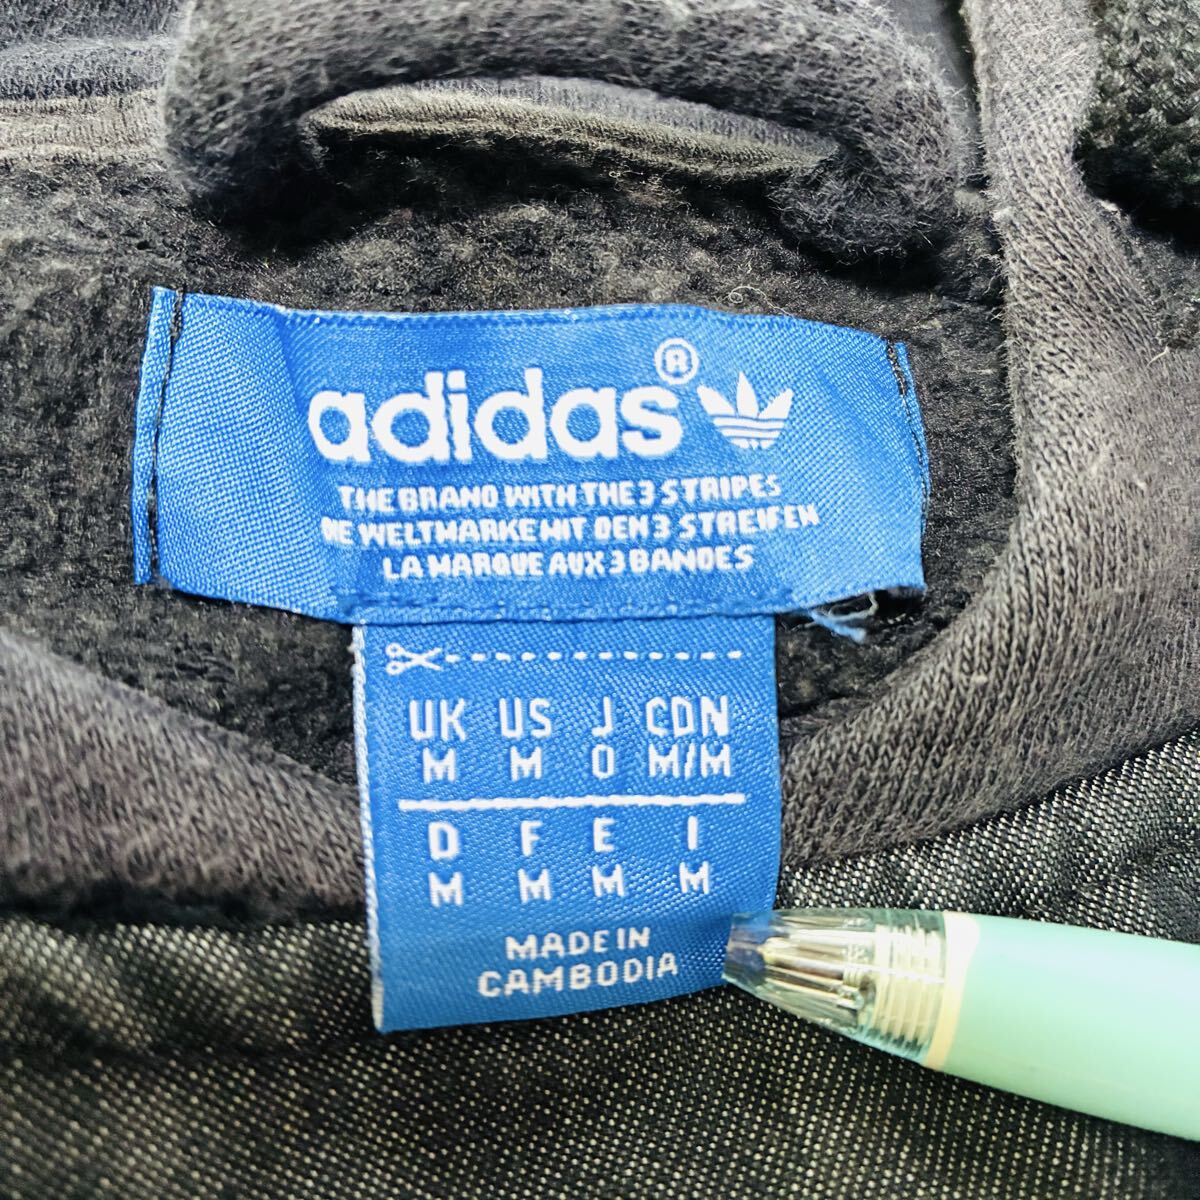 adidas®
THE BRAND WITH THE 3 STRIPES
DIE WELTMARKE MIT DEN 3 STREIFEN
LA MARQUE AUX 3 BANDES
UK US J CDN
M M O M/M
D F E I
M M M M
MADE IN
CAMBODIA